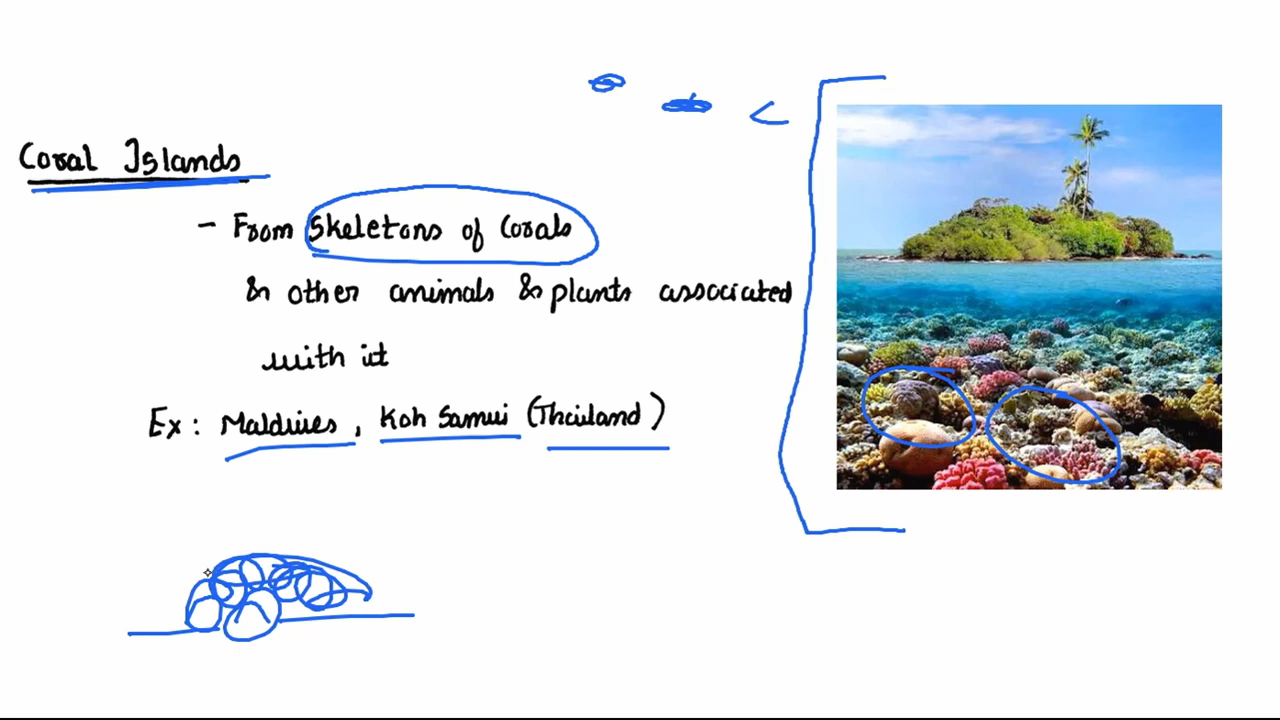 Coral Islands
- From Skeletons of Corals
& other animals & plants associated
with it
Ex: Maldives, Koh Samui (Thailand)